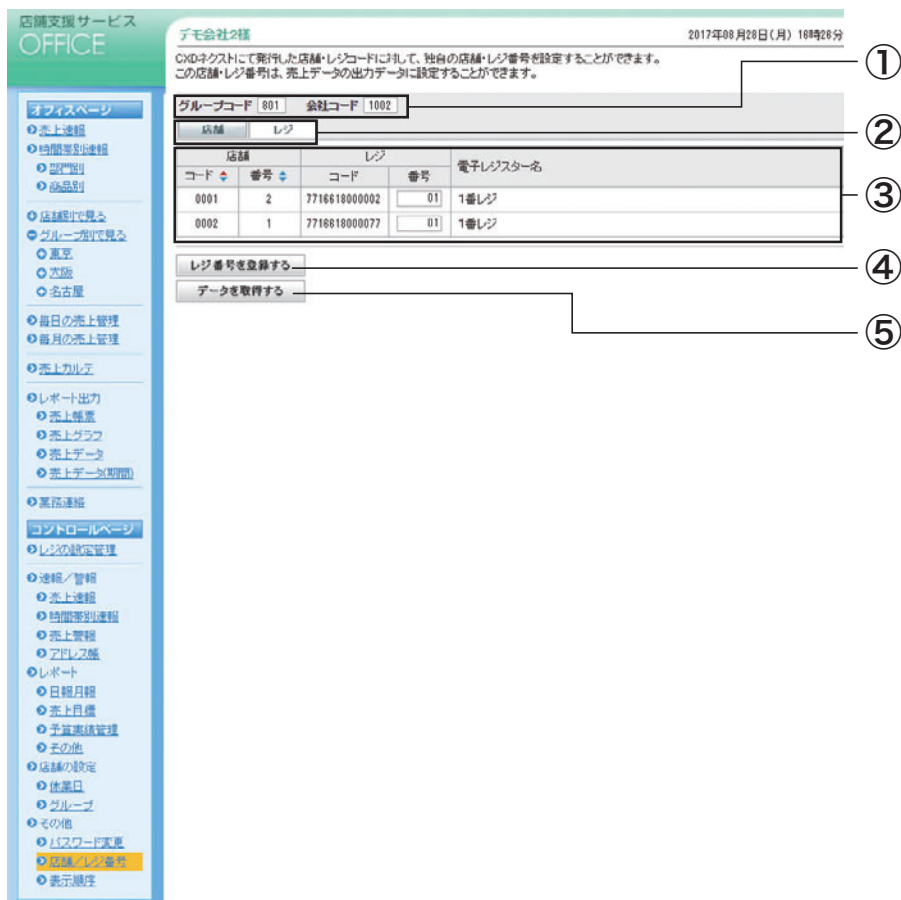 店舗支援サービス
OFFICE
デモ会社2様
2017年08月28日(月) 16時26分
CXDネクストにて発行した店舗・レジコードに対して、独自の店舗・レジ番号を設定することができます。
この店舗・レジ番号は、売上データの出力データに設定することができます。
グループコード 801 会社コード 1002
店舗 レジ
店舗 レジ 電子レジスター名
コード 番号 コード 番号
0001 2 7716618000002 01 1番レジ
0002 1 7716618000077 01 1番レジ
レジ番号を登録する
データを取得する
①
②
③
④
⑤
オフィスページ
売上速報
時間帯別速報
部門別
商品別
店舗別で見る
グループ別で見る
東京
大阪
名古屋
毎日の売上管理
毎月の売上管理
売上カルテ
レポート出力
売上帳票
売上グラフ
売上データ
売上データ(期間)
業務連絡
コントロールページ
レジの設定管理
速報/警報
売上速報
時間帯別速報
売上警報
アドレス帳
レポート
日報月報
売上目標
予算実績管理
その他
店舗の設定
休業日
グループ
その他
パスワード変更
店舗/レジ番号
表示順序